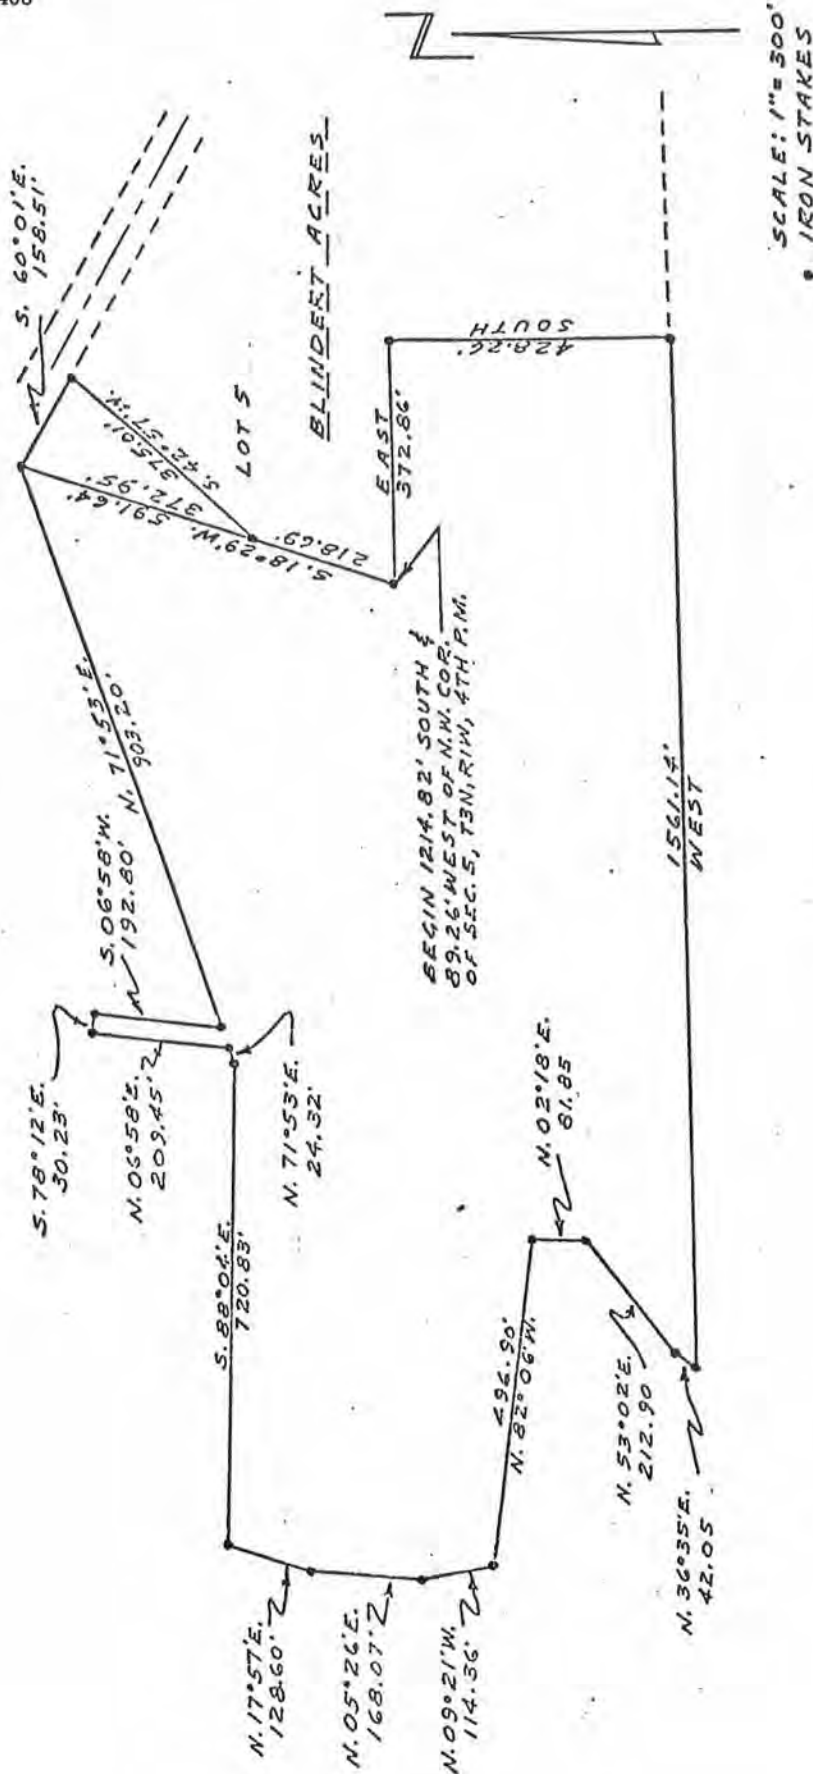 S. 60°01'E.
158.51'
BLINDERT ACRES
LOT 5
S. 42°57'W.
375.01'
372.95'
591.64'
S. 18°29'W.
218.69'
EAST
372.86'
SOUTH
428.26'
SCALE: 1"=300'
• IRON STAKES
N. 71°53'E.
903.20'
S. 06°58'W.
192.80'
S. 78°12'E.
30.23'
N. 06°58'E.
209.45'
N. 71°53'E.
24.32'
BEGIN 1214.82' SOUTH &
89.26' WEST OF N.W. COR.
OF SEC. 5, T3N, R1W, 4TH P.M.
1561.14'
WEST
S. 88°04'E.
720.83'
N. 02°18'E.
81.85
496.90'
N. 82°06'W.
N. 53°02'E.
212.90
N. 36°35'E.
42.05
N. 17°57'E.
128.60'
N. 05°26'E.
168.07'
N. 09°21'W.
114.36'